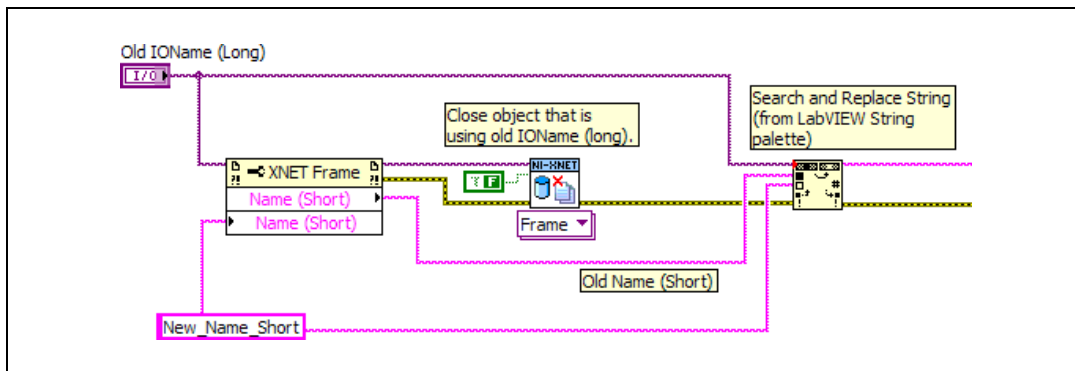 Old IOName (Long)
I/O
Close object that is
using old IOName (long).
Search and Replace String
(from LabVIEW String
palette)
XNET Frame
Name (Short)
Name (Short)
NI-XNET
F
Frame
Old Name (Short)
New_Name_Short